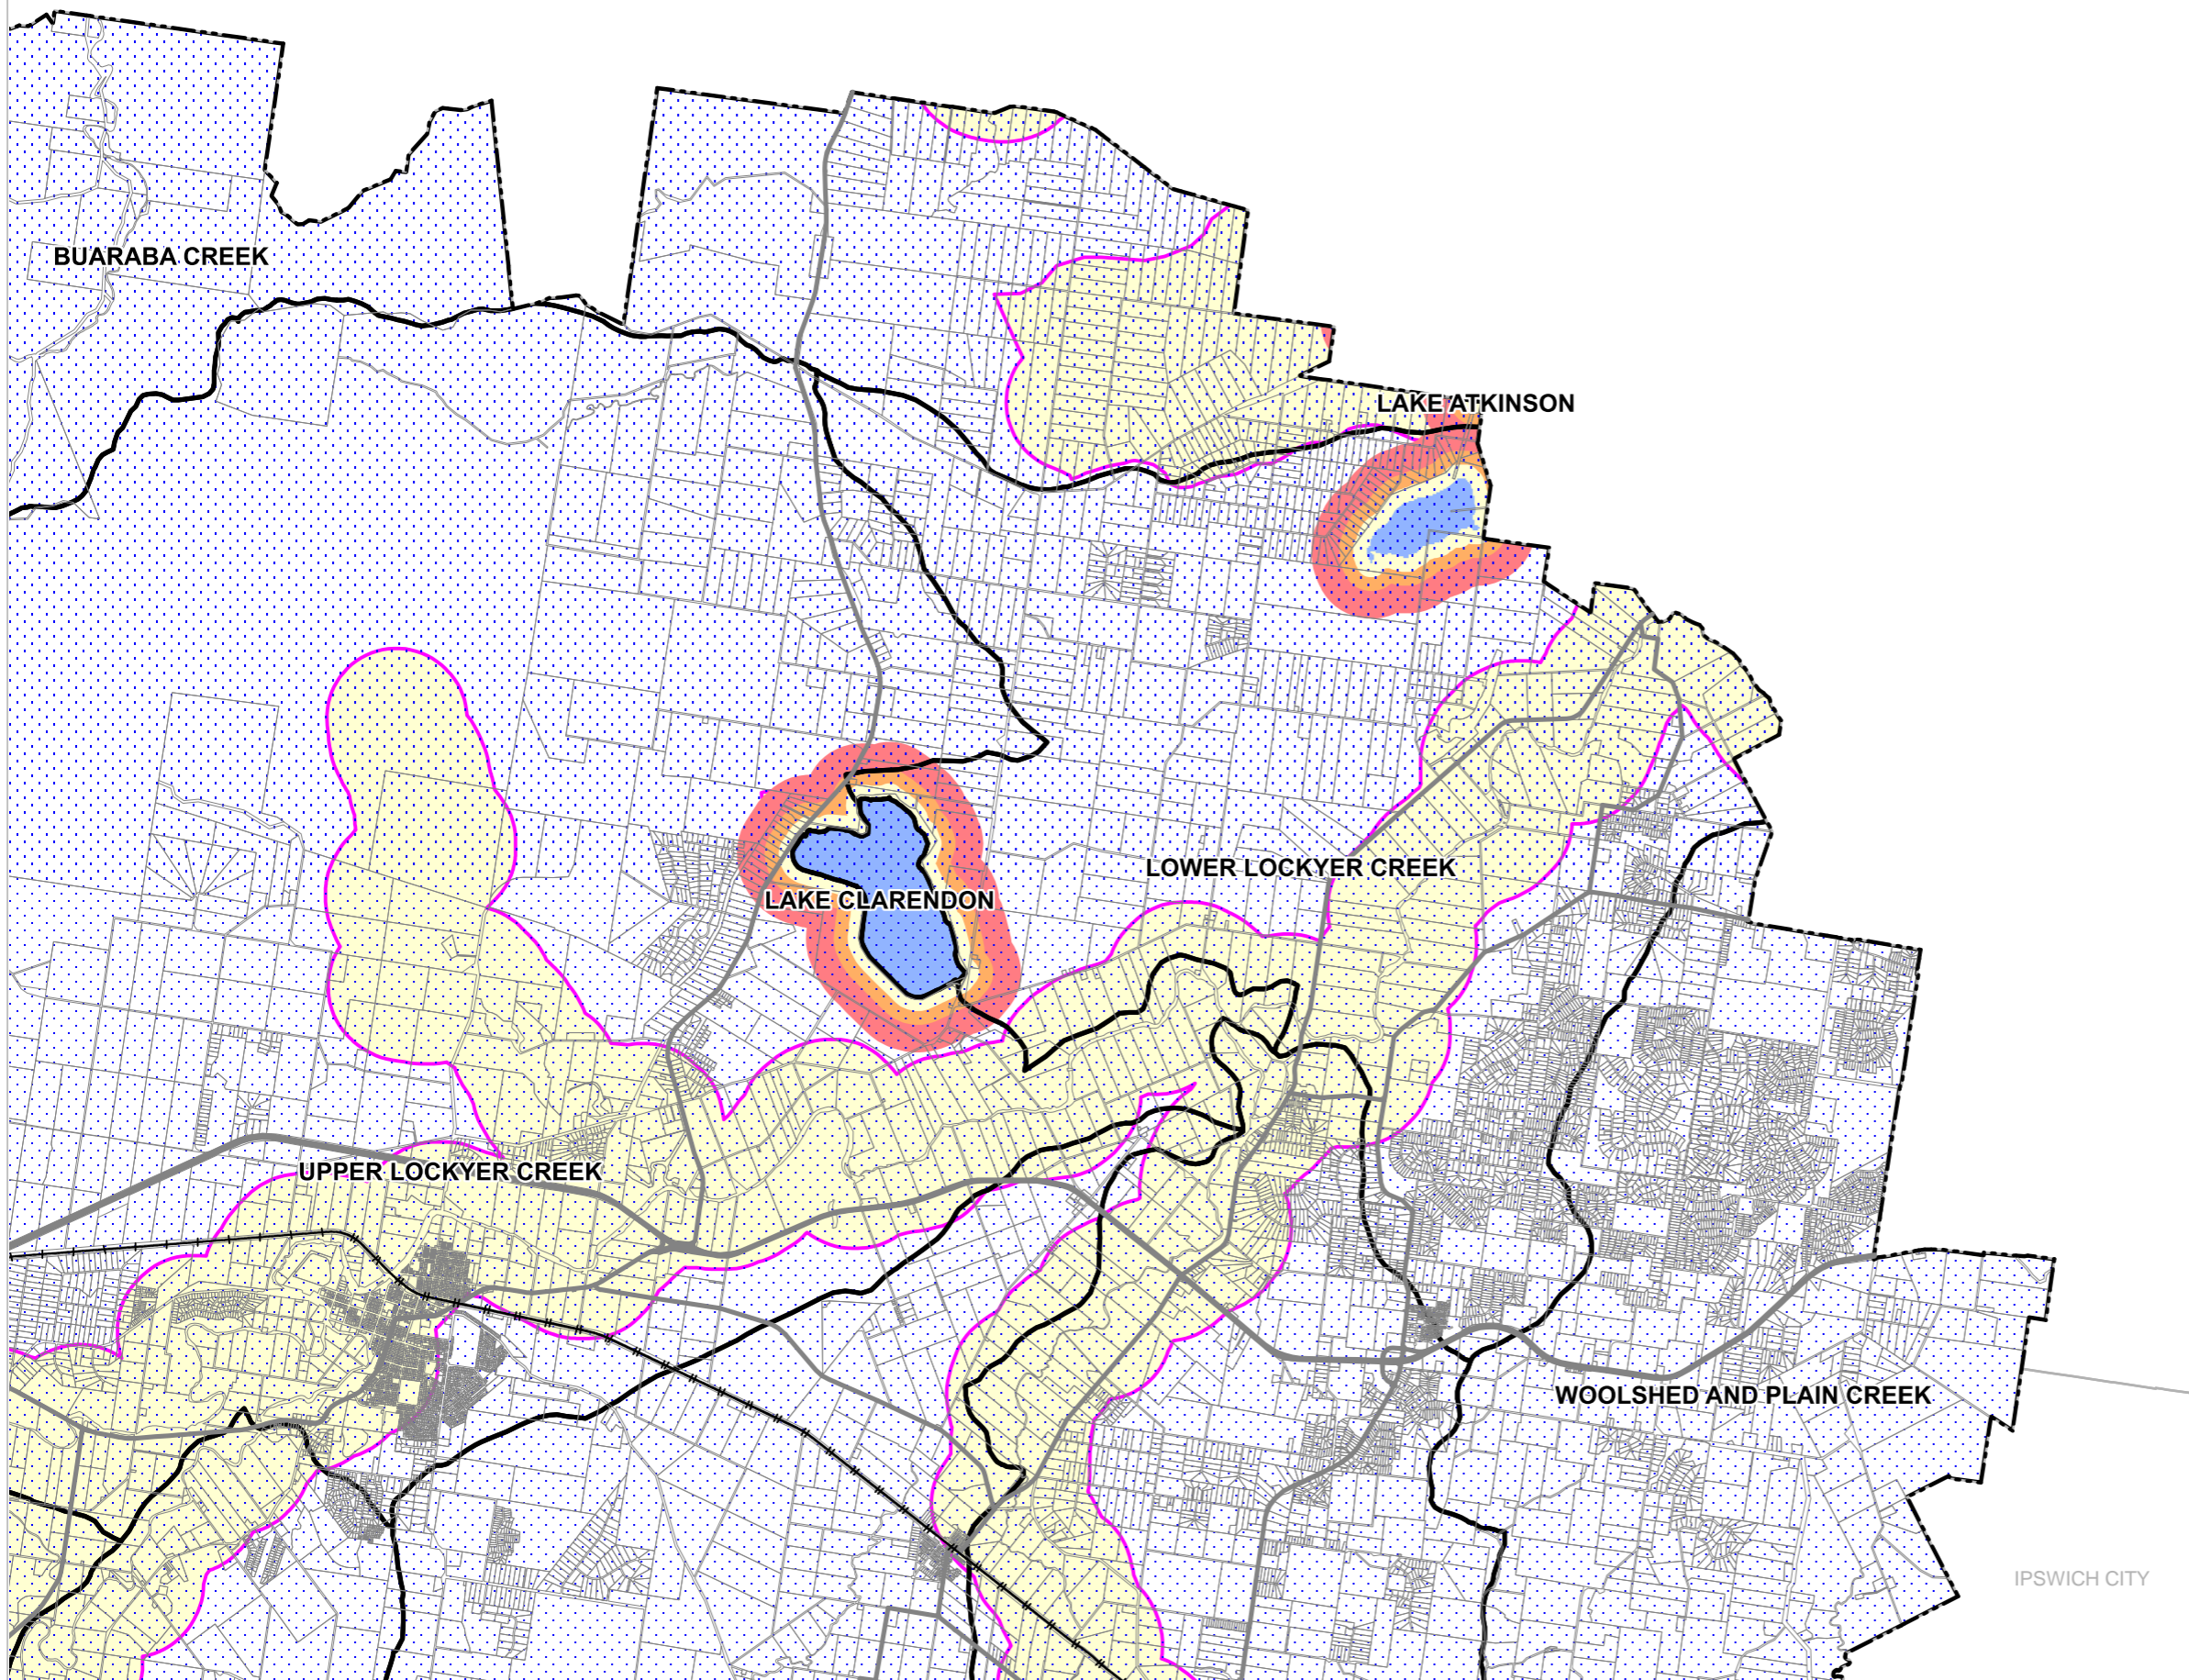 BUARABA CREEK
LAKE ATKINSON
LOWER LOCKYER CREEK
LAKE CLARENDON
UPPER LOCKYER CREEK
WOOLSHED AND PLAIN CREEK
IPSWICH CITY